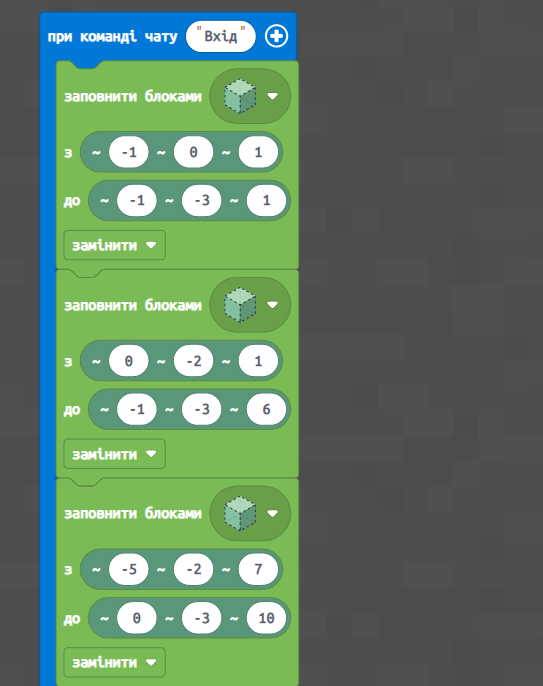 при команді чату "Вхід"
заповнити блоками
з ~ -1 ~ 0 ~ 1
до ~ -1 ~ -3 ~ 1
замінити
заповнити блоками
з ~ 0 ~ -2 ~ 1
до ~ -1 ~ -3 ~ 6
замінити
заповнити блоками
з ~ -5 ~ -2 ~ 7
до ~ 0 ~ -3 ~ 10
замінити